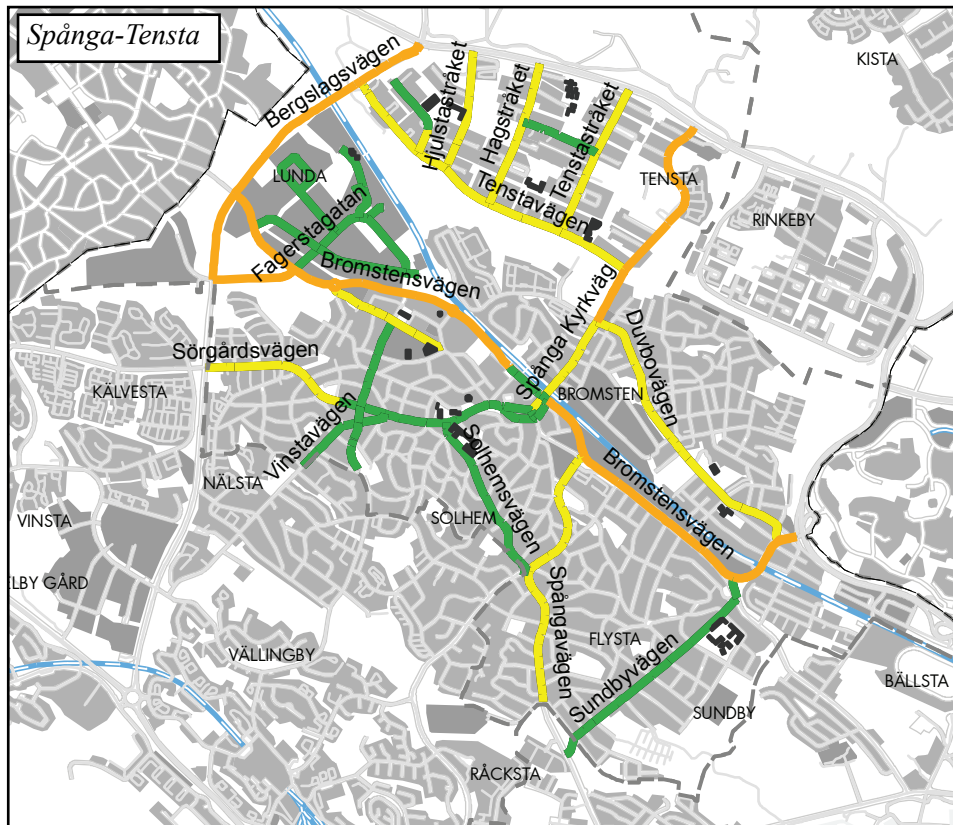 Spånga-Tensta
KISTA
Bergslagsvägen
Hjulstastråket
Hagstråket
Tenstastråket
LUNDA
TENSTA
Tenstavägen
RINKEBY
Fagerstagatan
Bromstensvägen
Spånga Kyrkväg
Duvbovägen
Sörgårdsvägen
KÄLVESTA
BROMSTEN
Vinstavägen
Solhemsvägen
NÄLSTA
Bromstensvägen
VINSTA
SOLHEM
ELBY GÅRD
Spångavägen
FLYSTA
VÄLLINGBY
Sundbyvägen
BÄLLSTA
SUNDBY
RÅCKSTA